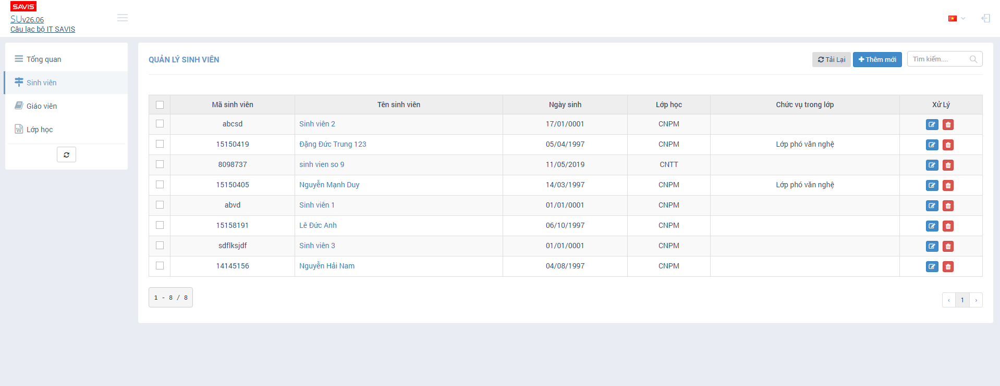 SAVIS
SUv26.06
Câu lạc bộ IT SAVIS
Tổng quan
Sinh viên
Giáo viên
Lớp học
QUẢN LÝ SINH VIÊN
Tải Lại
Thêm mới
Tìm kiếm....
Mã sinh viên Tên sinh viên Ngày sinh Lớp học Chức vụ trong lớp Xử Lý
abcsd Sinh viên 2 17/01/0001 CNPM
15150419 Đặng Đức Trung 123 05/04/1997 CNPM Lớp phó văn nghệ
8098737 sinh vien so 9 11/05/2019 CNTT
15150405 Nguyễn Mạnh Duy 14/03/1997 CNPM Lớp phó văn nghệ
abvd Sinh viên 1 01/01/0001 CNPM
15158191 Lê Đức Anh 06/10/1997 CNPM
sdflksjdf Sinh viên 3 01/01/0001 CNPM
14145156 Nguyễn Hải Nam 04/08/1997 CNPM
1 - 8 / 8
‹ 1 ›